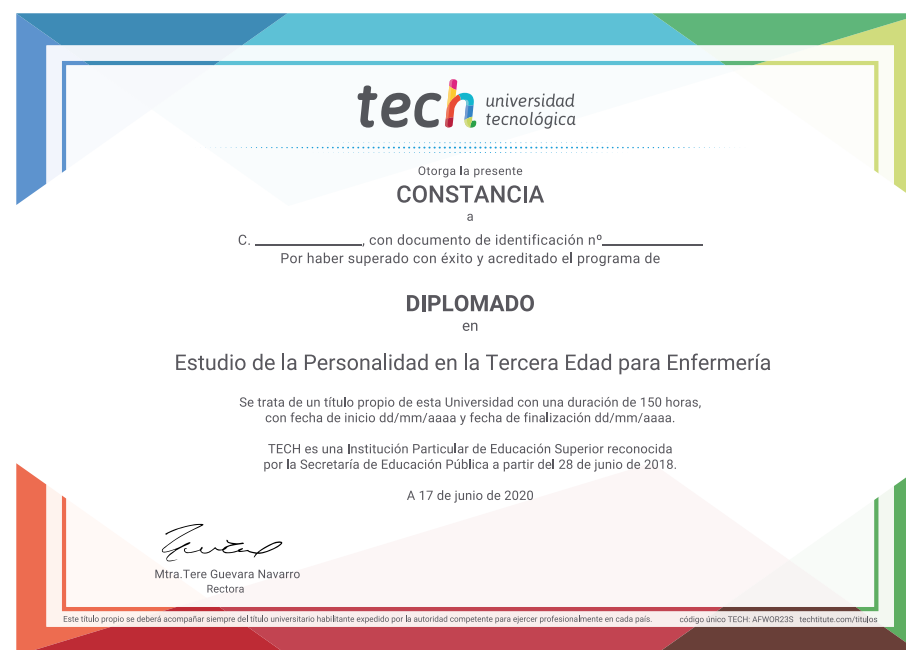 tech universidad
tecnológica
Otorga la presente
CONSTANCIA
a
C. ______________, con documento de identificación nº_____________
Por haber superado con éxito y acreditado el programa de
DIPLOMADO
en
Estudio de la Personalidad en la Tercera Edad para Enfermería
Se trata de un título propio de esta Universidad con una duración de 150 horas,
con fecha de inicio dd/mm/aaaa y fecha de finalización dd/mm/aaaa.
TECH es una Institución Particular de Educación Superior reconocida
por la Secretaría de Educación Pública a partir del 28 de junio de 2018.
A 17 de junio de 2020
Mtra.Tere Guevara Navarro
Rectora
Este título propio se deberá acompañar siempre del título universitario habilitante expedido por la autoridad competente para ejercer profesionalmente en cada país. código único TECH: AFWOR23S techtitute.com/titulos